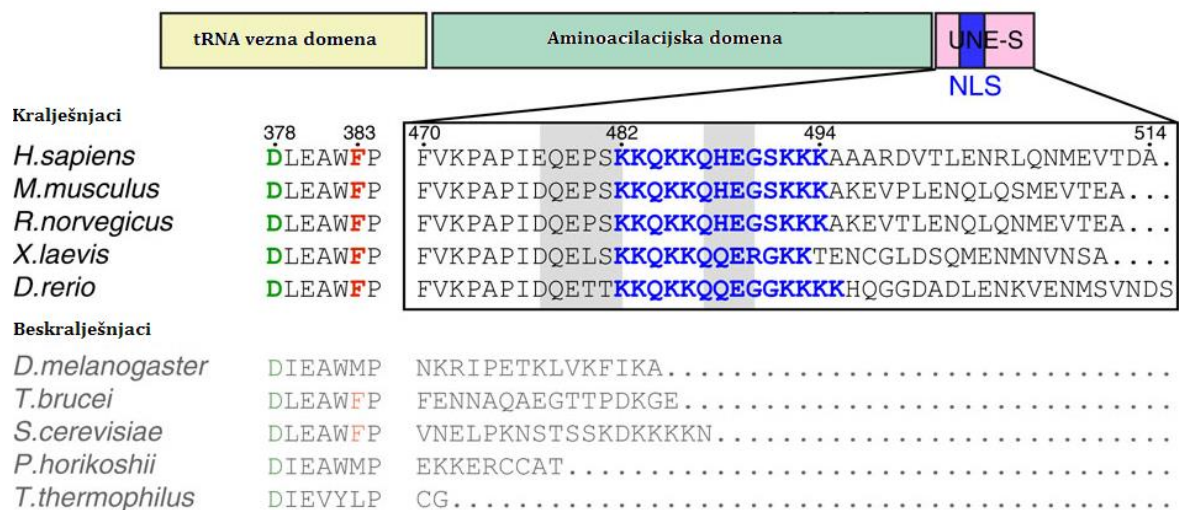 tRNA vezna domena Aminoacilacijska domena UNE-S
NLS
Kralješnjaci
378 383 470 482 494 514
H.sapiens DLEAWFP FVKPAPIEQEPSKKQKKQHEGSKKKAAARDVTLENRLQNMEVTDA.
M.musculus DLEAWFP FVKPAPIDQEPSKKQKKQHEGSKKKAKEVPLENQLQSMEVTEA...
R.norvegicus DLEAWFP FVKPAPIDQEPSKKQKKQHEGSKKKAKEVTLENQLQNMEVTEA...
X.laevis DLEAWFP FVKPAPIDQELSKKQKKQQERGKKTENCGLDSQMENMNVNSA....
D.rerio DLEAWFP FVKPAPIDQETTKKQKKQQEGGKKKKHQGGDADLENKVENMSVNDS
Beskralješnjaci
D.melanogaster DIEAWMP NKRIPETKLVKFIKA...............................
T.brucei DLEAWFP FENNAQAEGTTPDKGE..............................
S.cerevisiae DLEAWFP VNELPKNSTSSKDKKKKN............................
P.horikoshii DIEAWMP EKKERCCAT.....................................
T.thermophilus DIEVYLP CG............................................